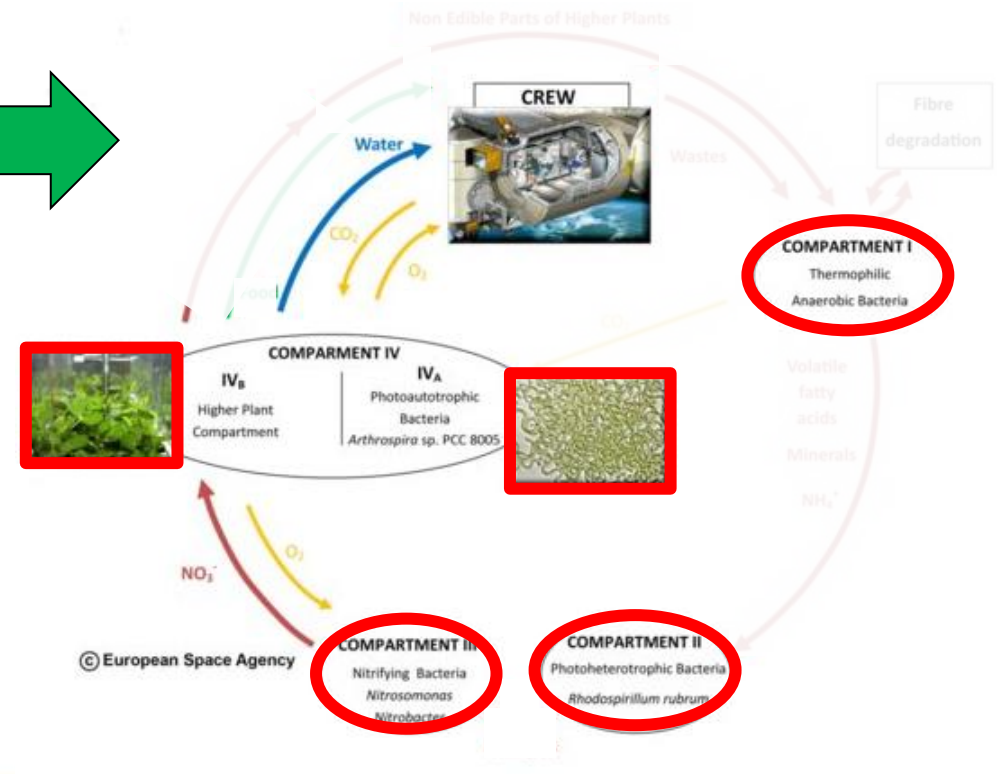 Non Edible Parts of Higher Plants
CREW
Fibre
degradation
Water
Wastes
CO₂
O₂
COMPARTMENT I
Thermophilic
Anaerobic Bacteria
COMPARMENT IV
IVB
Higher Plant
Compartment
IVA
Photoautotrophic
Bacteria
Arthrospira sp. PCC 8005
Volatile
fatty
acids
Minerals
NH₄⁺
O₂
NO₃⁻
© European Space Agency
COMPARTMENT III
Nitrifying Bacteria
Nitrosomonas
Nitrobacter
COMPARTMENT II
Photoheterotrophic Bacteria
Rhodospirillum rubrum